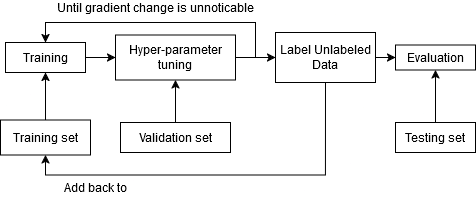 Until gradient change is unnoticable
Training
Hyper-parameter
tuning
Label Unlabeled
Data
Evaluation
Training set
Validation set
Testing set
Add back to